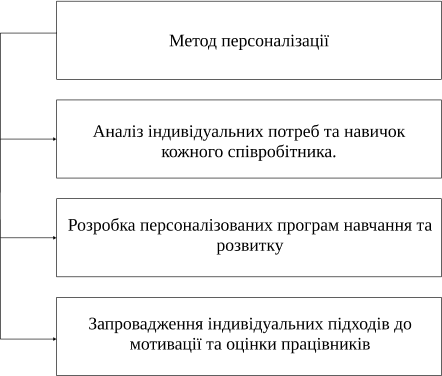 Метод персоналізації
Аналіз індивідуальних потреб та навичок
кожного співробітника.
Розробка персоналізованих програм навчання та
розвитку
Запровадження індивідуальних підходів до
мотивації та оцінки працівників